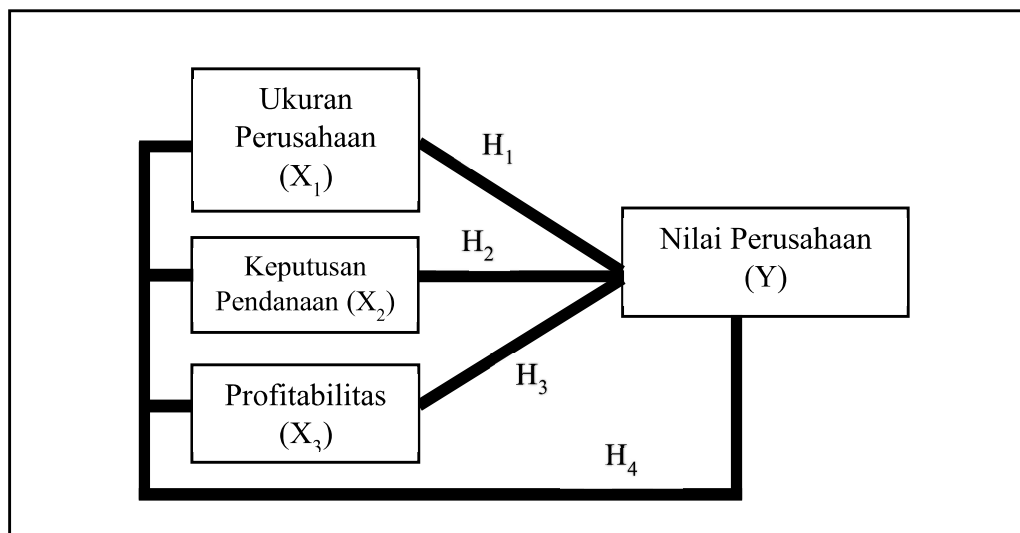 Ukuran
Perusahaan
(X₁)
H₁
Keputusan
Pendanaan (X₂)
H₂
Nilai Perusahaan
(Y)
Profitabilitas
(X₃)
H₃
H₄